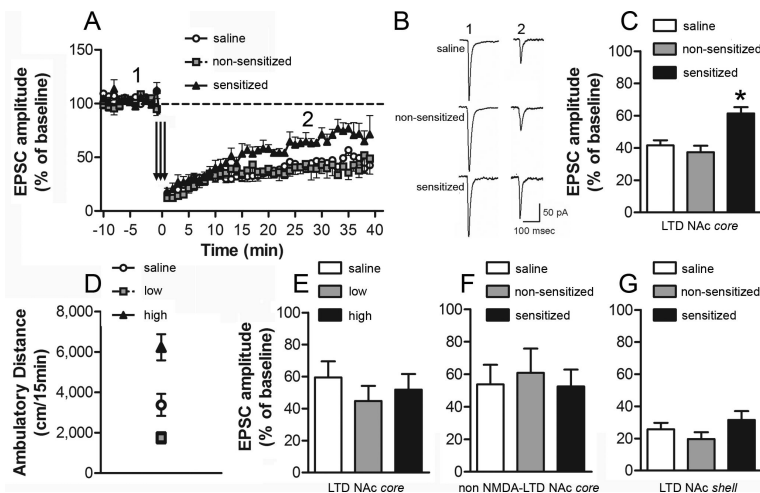 A
saline
non-sensitized
sensitized
EPSC amplitude
(% of baseline)
150
100
50
0
1
2
-10
-5
0
5
10
15
20
25
30
35
40
Time (min)
B
1
2
saline
non-sensitized
sensitized
50 pA
100 msec
C
saline
non-sensitized
sensitized
EPSC amplitude
(% of baseline)
100
80
60
40
20
0
*
LTD NAc core
D
saline
low
high
Ambulatory Distance
(cm/15min)
8,000
6,000
4,000
2,000
0
E
saline
low
high
EPSC amplitude
(% of baseline)
100
80
60
40
20
0
LTD NAc core
F
saline
non-sensitized
sensitized
100
80
60
40
20
0
non NMDA-LTD NAc core
G
saline
non-sensitized
sensitized
100
80
60
40
20
0
LTD NAc shell